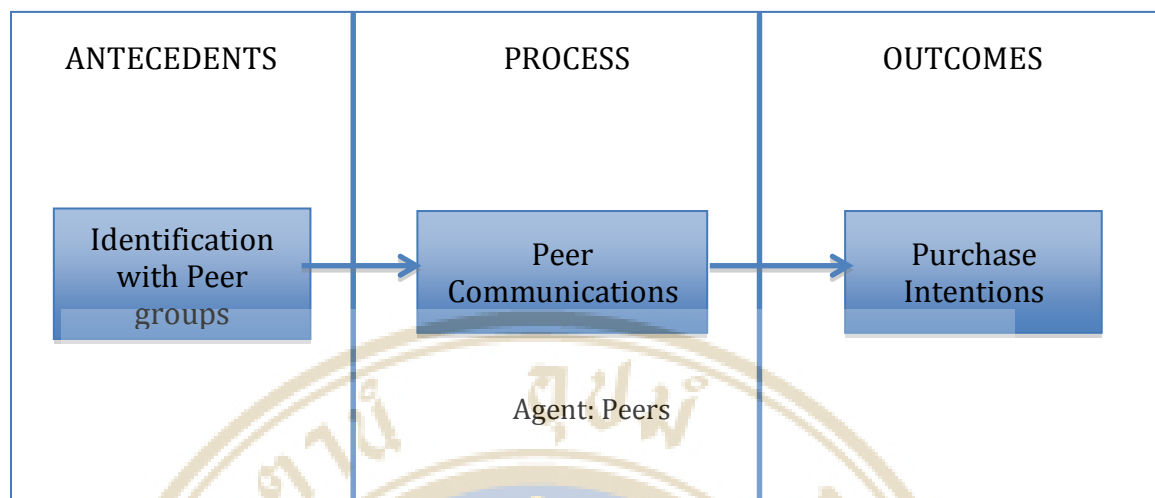 ANTECEDENTS
PROCESS
OUTCOMES
Identification
with Peer
groups
Peer
Communications
Purchase
Intentions
Agent: Peers